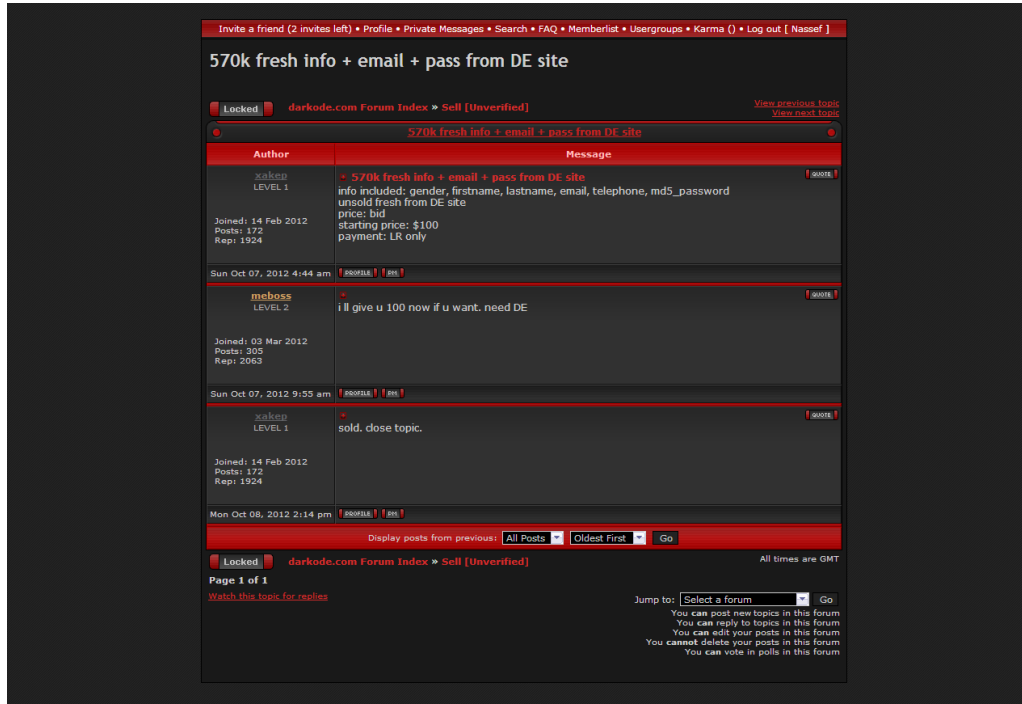 Invite a friend (2 invites left) • Profile • Private Messages • Search • FAQ • Memberlist • Usergroups • Karma () • Log out [ Nassef ]
570k fresh info + email + pass from DE site
Locked darkode.com Forum Index » Sell [Unverified]
View previous topic
View next topic
570k fresh info + email + pass from DE site
Author Message
xakep
LEVEL 1
Joined: 14 Feb 2012
Posts: 172
Rep: 1924
570k fresh info + email + pass from DE site
QUOTE
info included: gender, firstname, lastname, email, telephone, md5_password
unsold fresh from DE site
price: bid
starting price: $100
payment: LR only
Sun Oct 07, 2012 4:44 am PROFILE PM
meboss
LEVEL 2
Joined: 03 Mar 2012
Posts: 305
Rep: 2063
QUOTE
i ll give u 100 now if u want. need DE
Sun Oct 07, 2012 9:55 am PROFILE PM
xakep
LEVEL 1
Joined: 14 Feb 2012
Posts: 172
Rep: 1924
QUOTE
sold. close topic.
Mon Oct 08, 2012 2:14 pm PROFILE PM
Display posts from previous: All Posts Oldest First Go
Locked darkode.com Forum Index » Sell [Unverified]
All times are GMT
Page 1 of 1
Watch this topic for replies
Jump to: Select a forum Go
You can post new topics in this forum
You can reply to topics in this forum
You can edit your posts in this forum
You cannot delete your posts in this forum
You can vote in polls in this forum